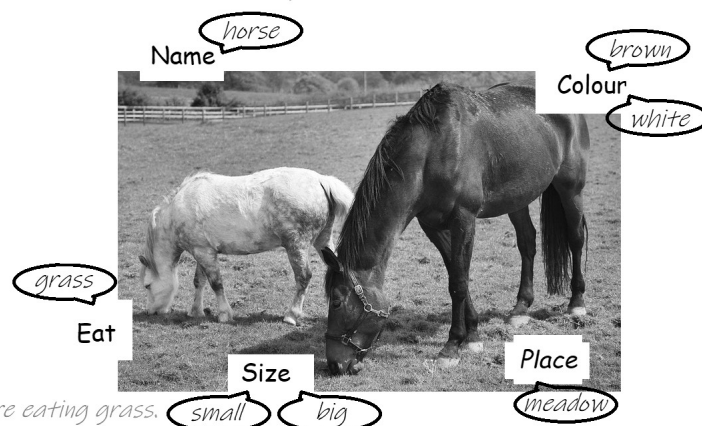 horse
Name
brown
Colour
white
grass
Eat
Place
Size
meadow
re eating grass.
small
big